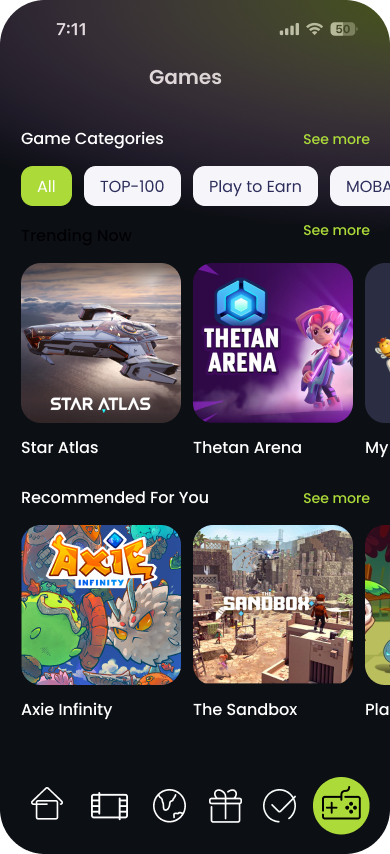 7:11
50
Games
Game Categories
See more
All
TOP-100
Play to Earn
MOBA
Trending Now
See more
STAR ATLAS
THETAN
ARENA
Star Atlas
Thetan Arena
My
Recommended For You
See more
AXIE
INFINITY
THE
SANDBOX
Axie Infinity
The Sandbox
Pla